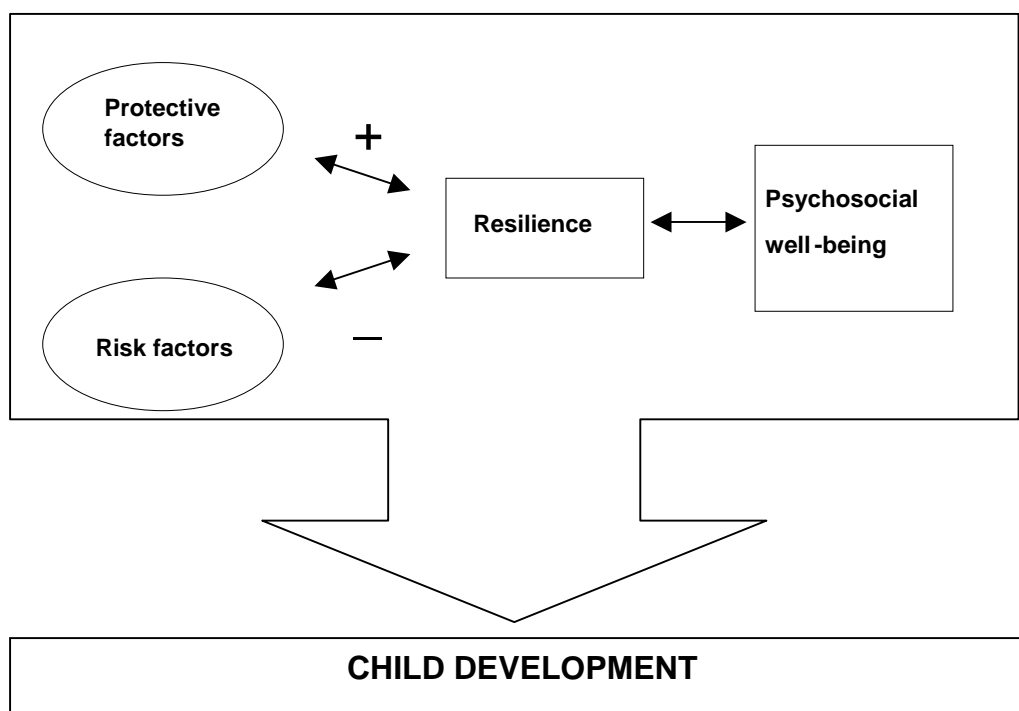 Protective
factors
+
Resilience
Psychosocial
well-being
Risk factors
–
CHILD DEVELOPMENT